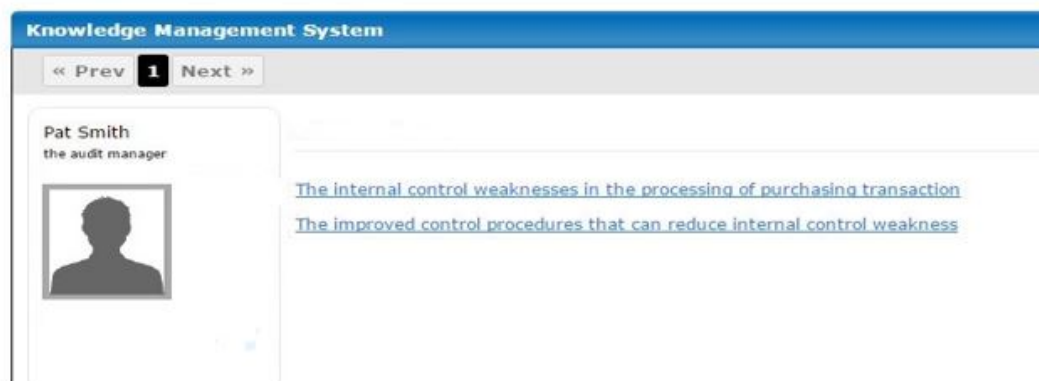 Knowledge Management System
« Prev 1 Next »
Pat Smith
the audit manager
The internal control weaknesses in the processing of purchasing transaction
The improved control procedures that can reduce internal control weakness